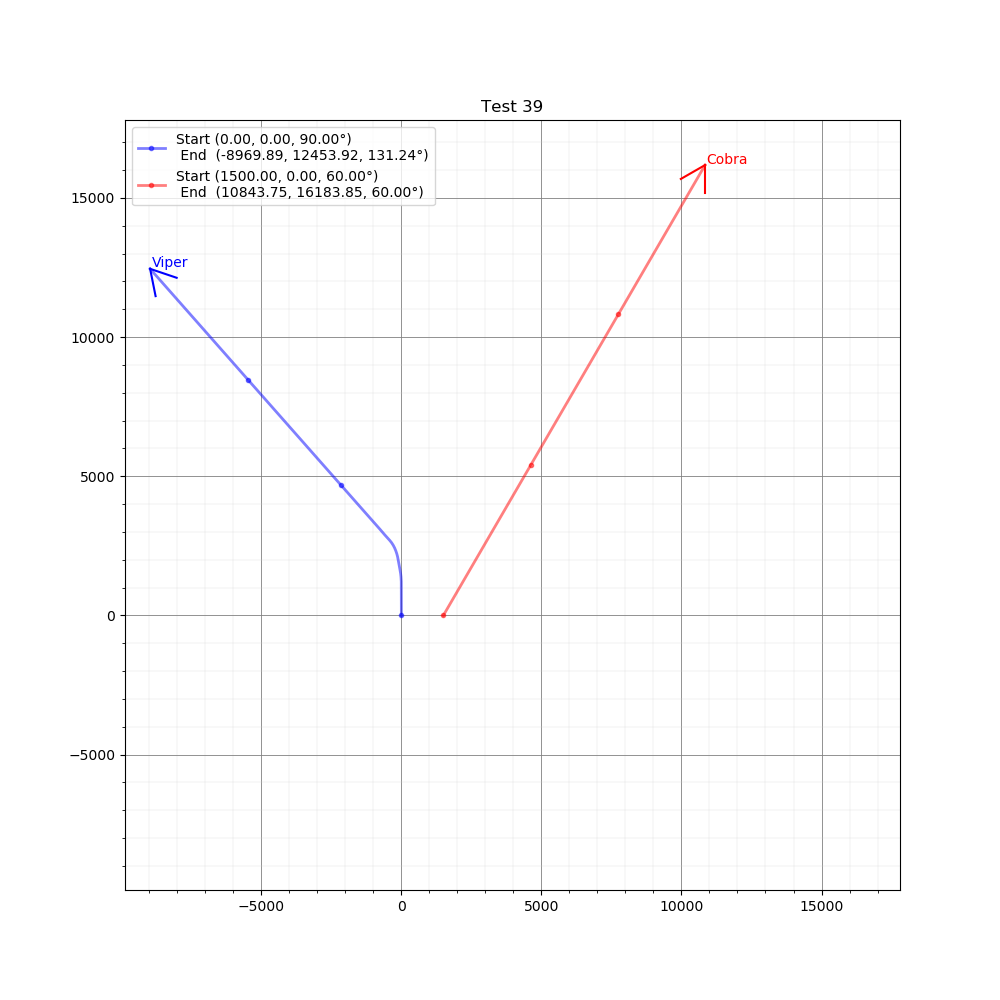 Test 39
Start (0.00, 0.00, 90.00°)
End (-8969.89, 12453.92, 131.24°)
Start (1500.00, 0.00, 60.00°)
End (10843.75, 16183.85, 60.00°)
Cobra
Viper
15000
10000
5000
0
−5000
−5000
0
5000
10000
15000